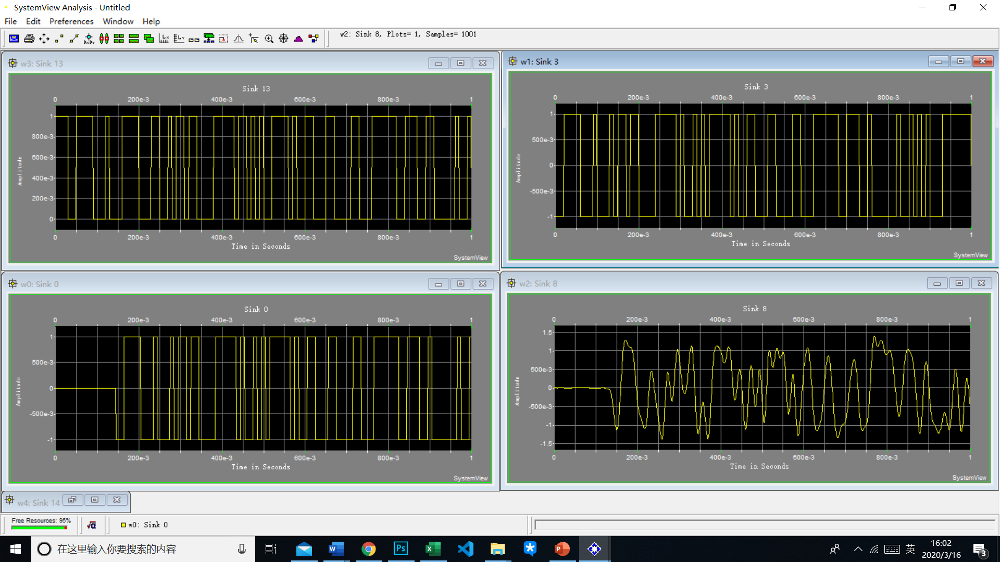 SystemView Analysis - Untitled
File Edit Preferences Window Help
w2: Sink 8, Plots= 1, Samples= 1001
w3: Sink 13
Sink 13
0 200e-3 400e-3 600e-3 800e-3 1
1
800e-3
600e-3
400e-3
200e-3
0
Amplitude
0 200e-3 400e-3 600e-3 800e-3 1
Time in Seconds
SystemView
w1: Sink 3
Sink 3
0 200e-3 400e-3 600e-3 800e-3 1
1
500e-3
0
-500e-3
-1
Amplitude
0 200e-3 400e-3 600e-3 800e-3 1
Time in Seconds
SystemView
w0: Sink 0
Sink 0
0 200e-3 400e-3 600e-3 800e-3 1
1
500e-3
0
-500e-3
-1
Amplitude
0 200e-3 400e-3 600e-3 800e-3 1
Time in Seconds
SystemView
w2: Sink 8
Sink 8
0 200e-3 400e-3 600e-3 800e-3 1
1.5
1
500e-3
0
-500e-3
-1
-1.5
Amplitude
0 200e-3 400e-3 600e-3 800e-3 1
Time in Seconds
SystemView
w4: Sink 14
Free Resources: 95%
√α
w0: Sink 0
在这里输入你要搜索的内容
英
16:02
2020/3/16
3